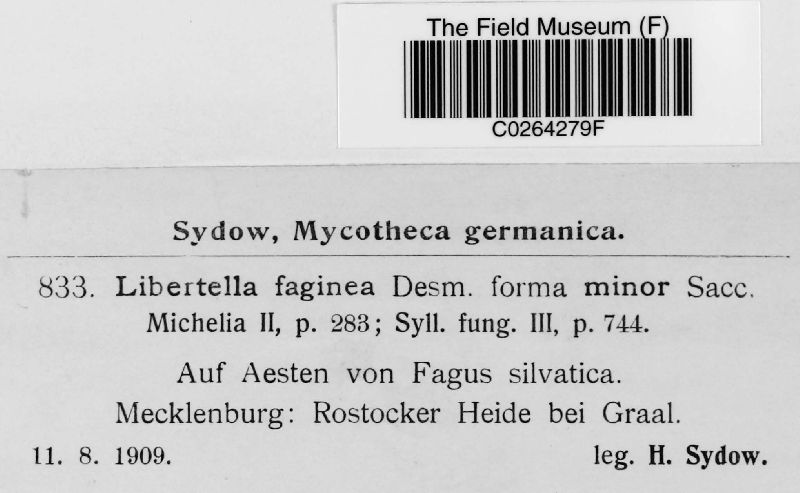 The Field Museum (F)
C0264279F
Sydow, Mycotheca germanica.
833. Libertella faginea Desm. forma minor Sacc.
Michelia II, p. 283; Syll. fung. III, p. 744.
Auf Aesten von Fagus silvatica.
Mecklenburg: Rostocker Heide bei Graal.
11. 8. 1909. leg. H. Sydow.